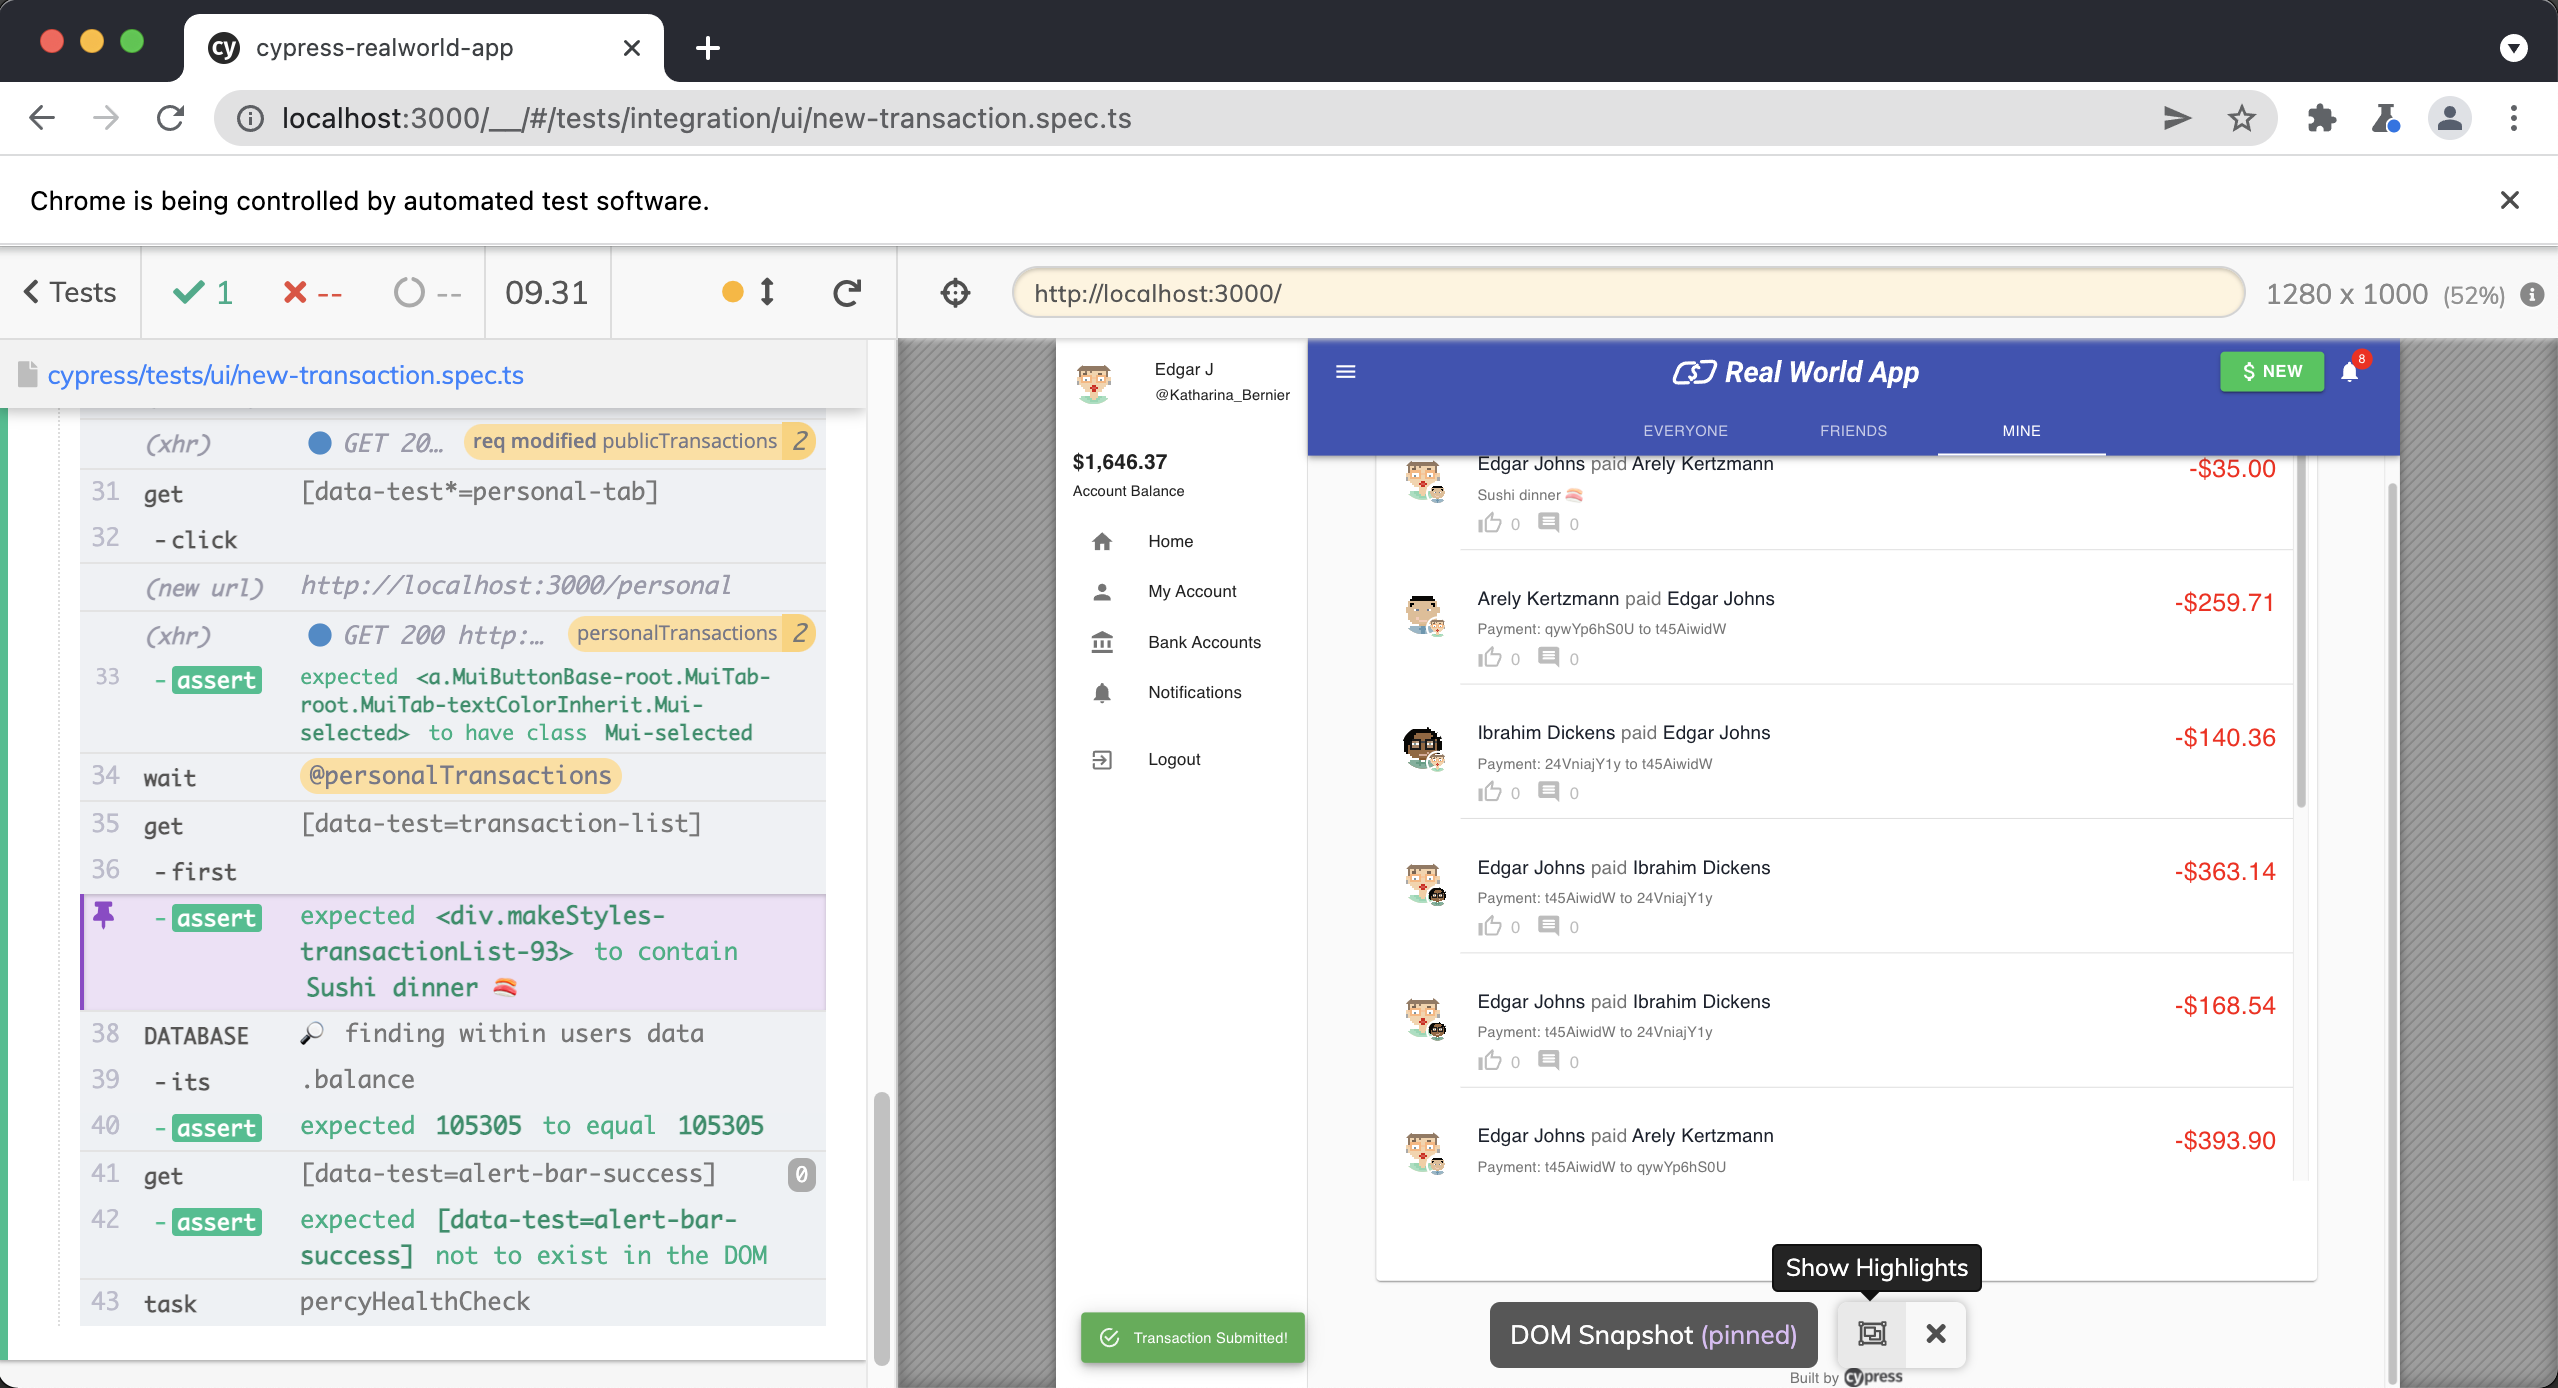 cypress-realworld-app
localhost:3000/__/#/tests/integration/ui/new-transaction.spec.ts
Chrome is being controlled by automated test software.
Tests
1
--
--
09.31
http://localhost:3000/
1280 x 1000 (52%)
cypress/tests/ui/new-transaction.spec.ts
(xhr) GET 20… req modified publicTransactions 2
31 get [data-test*=personal-tab]
32 -click
(new url) http://localhost:3000/personal
(xhr) GET 200 http:… personalTransactions 2
33 -assert expected <a.MuiButtonBase-root.MuiTab-
root.MuiTab-textColorInherit.Mui-
selected> to have class Mui-selected
34 wait @personalTransactions
35 get [data-test=transaction-list]
36 -first
-assert expected <div.makeStyles-
transactionList-93> to contain
Sushi dinner 🍣
38 DATABASE 🔎 finding within users data
39 -its .balance
40 -assert expected 105305 to equal 105305
41 get [data-test=alert-bar-success] 0
42 -assert expected [data-test=alert-bar-
success] not to exist in the DOM
43 task percyHealthCheck
Edgar J
@Katharina_Bernier
$1,646.37
Account Balance
Home
My Account
Bank Accounts
Notifications
Logout
Transaction Submitted!
Real World App
$ NEW
8
EVERYONE
FRIENDS
MINE
Edgar Johns paid Arely Kertzmann
-$35.00
Sushi dinner 🍣
0 0
Arely Kertzmann paid Edgar Johns
-$259.71
Payment: qywYp6hS0U to t45AiwidW
0 0
Ibrahim Dickens paid Edgar Johns
-$140.36
Payment: 24VniajY1y to t45AiwidW
0 0
Edgar Johns paid Ibrahim Dickens
-$363.14
Payment: t45AiwidW to 24VniajY1y
0 0
Edgar Johns paid Ibrahim Dickens
-$168.54
Payment: t45AiwidW to 24VniajY1y
0 0
Edgar Johns paid Arely Kertzmann
-$393.90
Payment: t45AiwidW to qywYp6hS0U
Show Highlights
DOM Snapshot (pinned)
Built by cypress